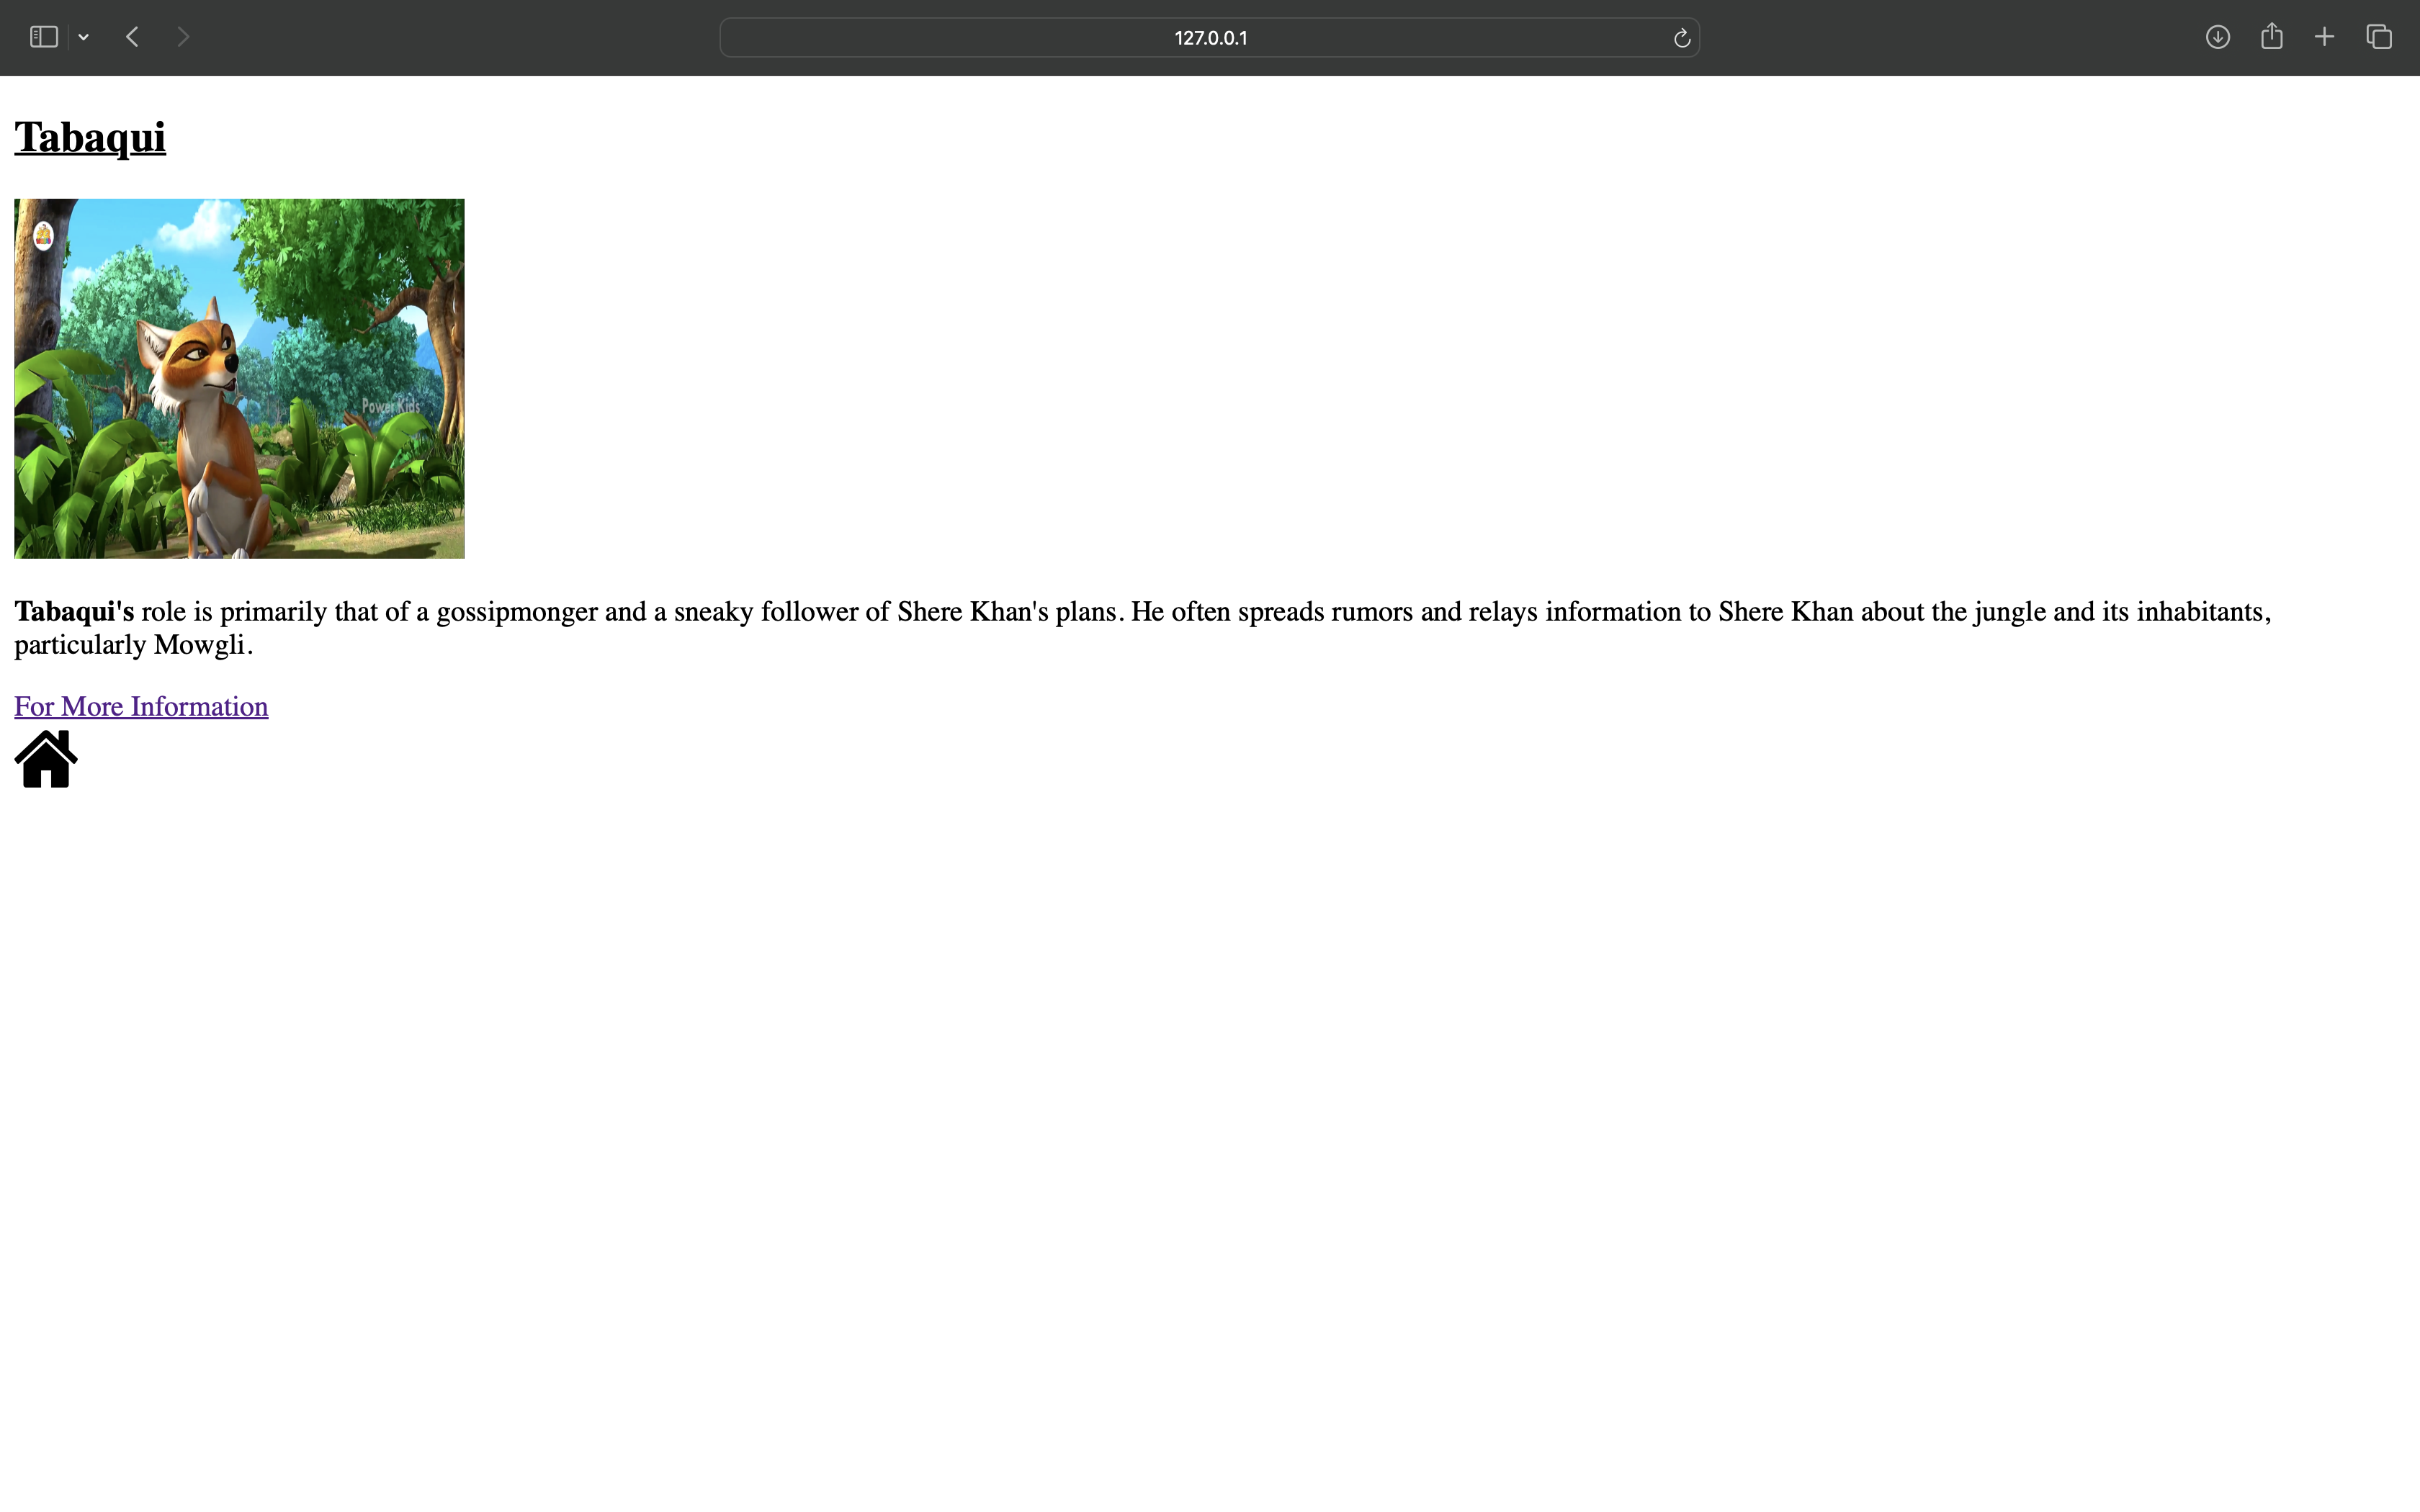 127.0.0.1
Tabaqui
Power Kids
Tabaqui's role is primarily that of a gossipmonger and a sneaky follower of Shere Khan's plans. He often spreads rumors and relays information to Shere Khan about the jungle and its inhabitants,
particularly Mowgli.
For More Information